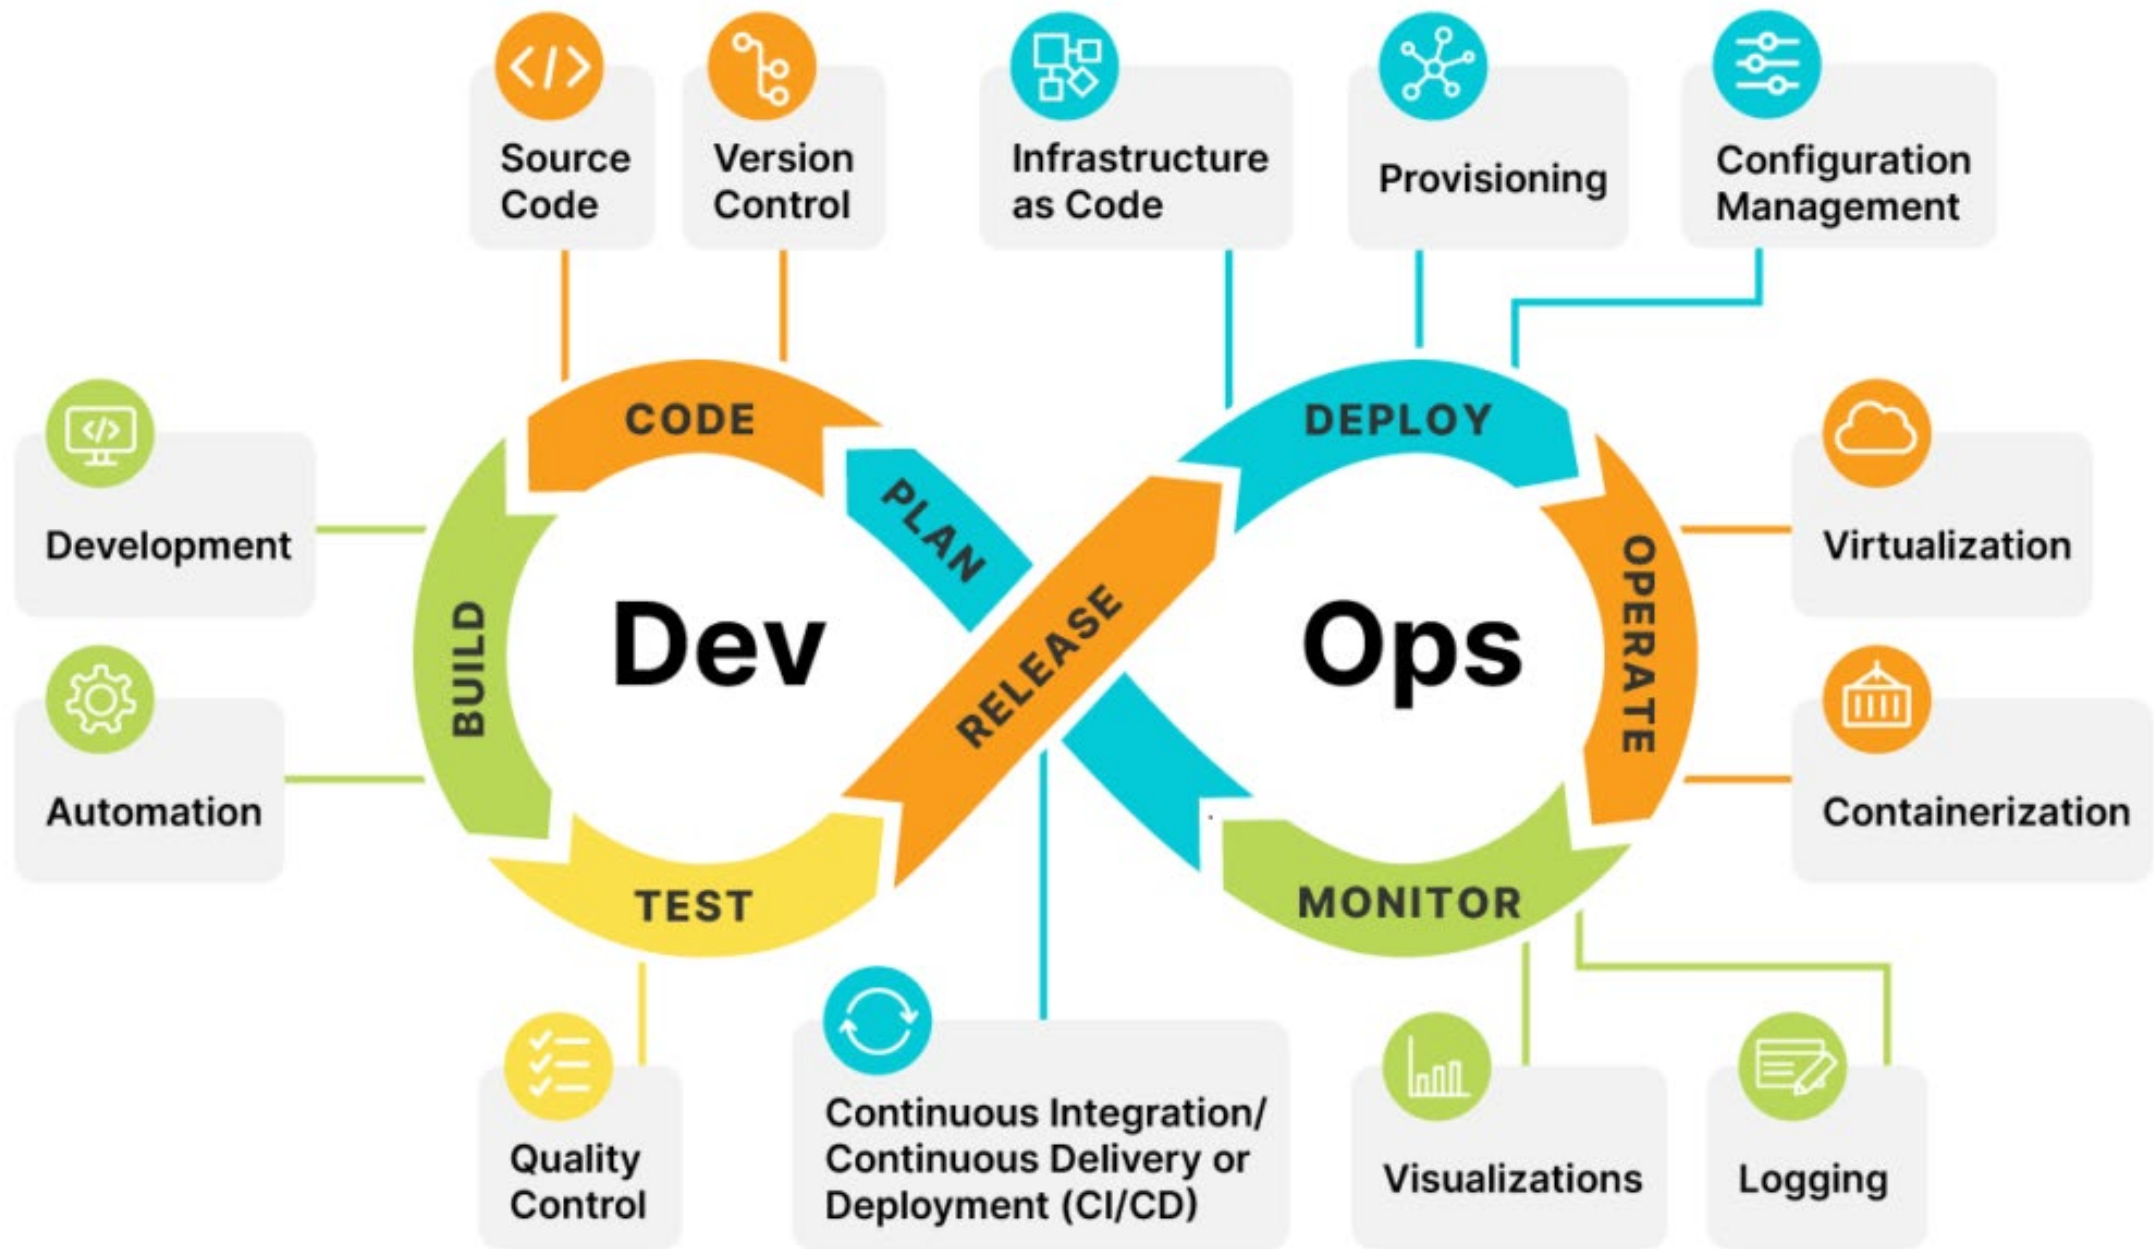 Source
Code
Version
Control
Infrastructure
as Code
Provisioning
Configuration
Management
CODE
DEPLOY
PLAN
Development
Virtualization
OPERATE
BUILD
Dev
RELEASE
Ops
Automation
Containerization
TEST
MONITOR
Quality
Control
Continuous Integration/
Continuous Delivery or
Deployment (CI/CD)
Visualizations
Logging